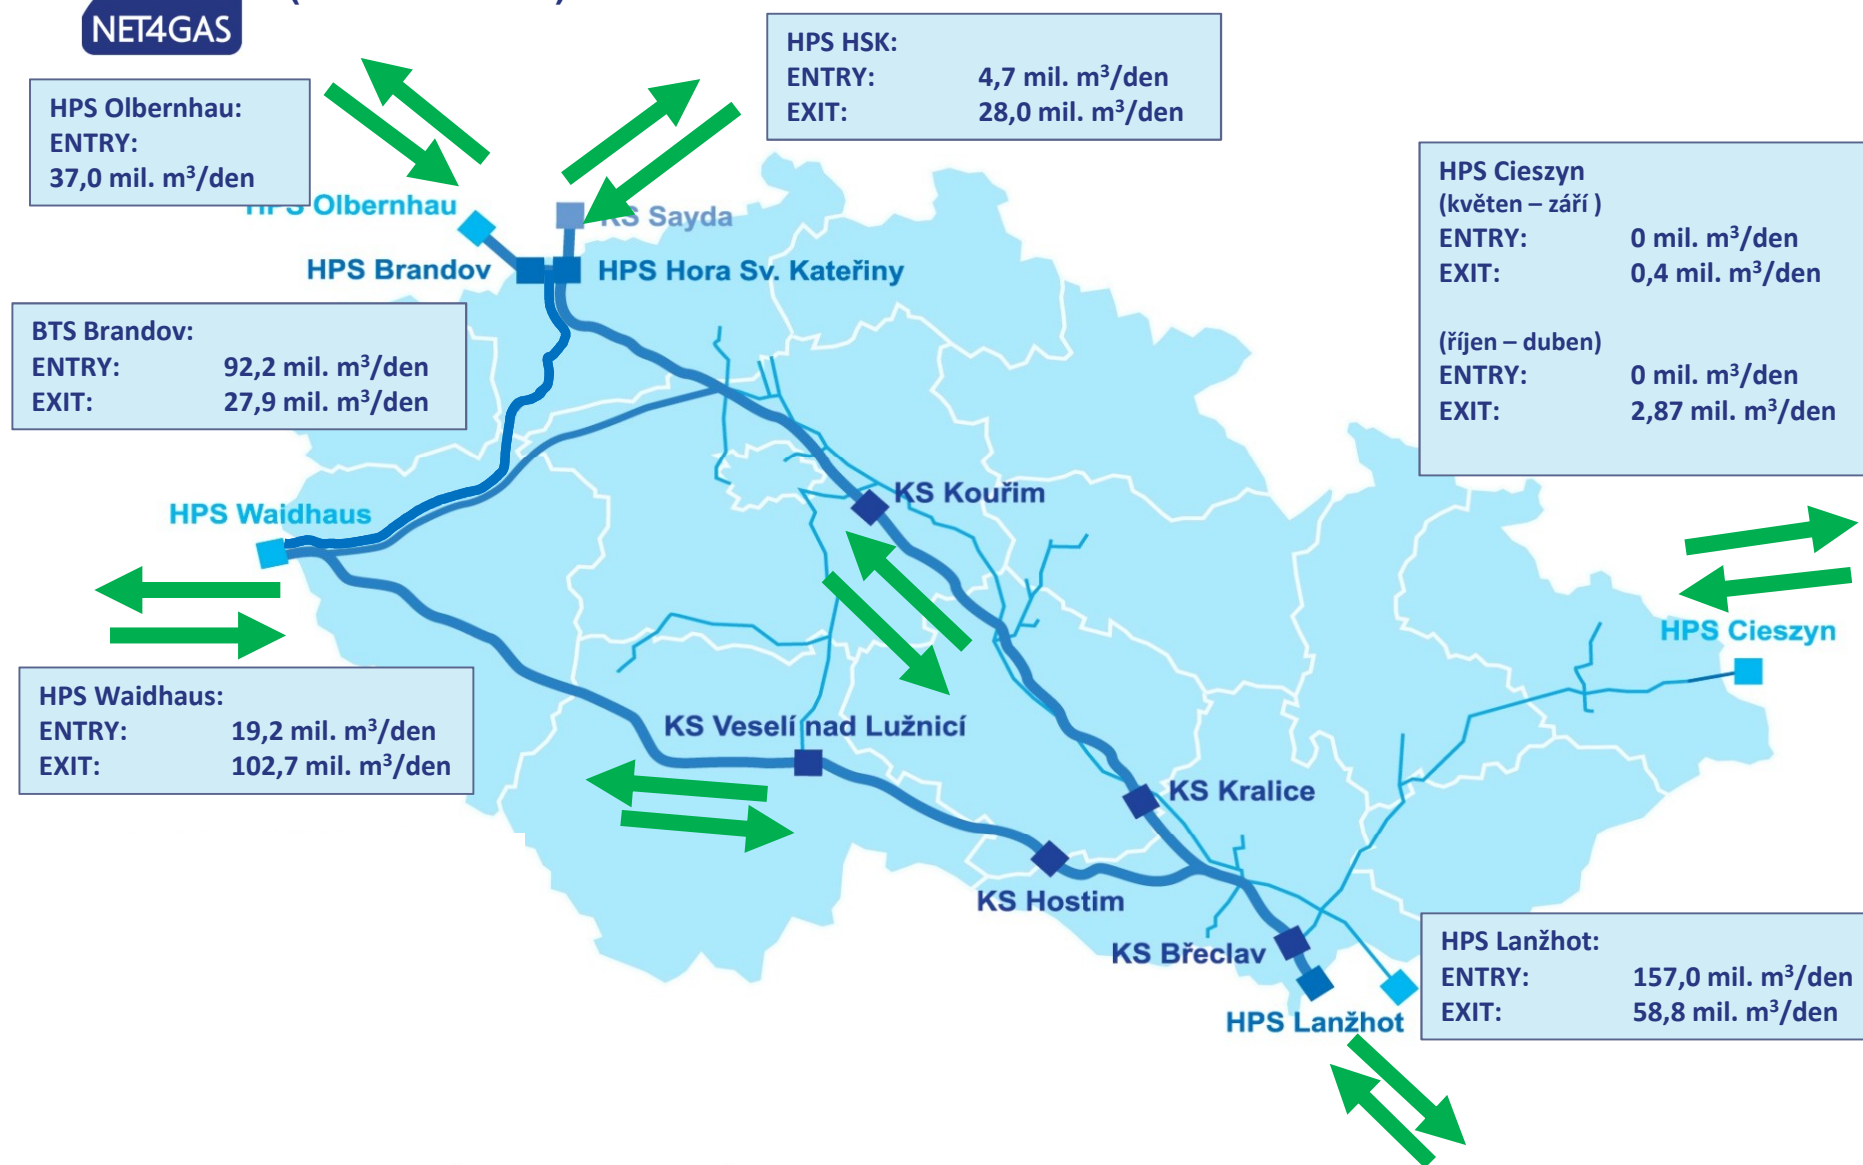 NET4GAS
HPS Olbernhau:
ENTRY:
37,0 mil. m³/den
HPS HSK:
ENTRY: 4,7 mil. m³/den
EXIT: 28,0 mil. m³/den
HPS Cieszyn
(květen – září )
ENTRY: 0 mil. m³/den
EXIT: 0,4 mil. m³/den
(říjen – duben)
ENTRY: 0 mil. m³/den
EXIT: 2,87 mil. m³/den
HPS Olbernhau
KS Sayda
HPS Brandov
HPS Hora Sv. Kateřiny
BTS Brandov:
ENTRY: 92,2 mil. m³/den
EXIT: 27,9 mil. m³/den
KS Kouřim
HPS Waidhaus
HPS Cieszyn
HPS Waidhaus:
ENTRY: 19,2 mil. m³/den
EXIT: 102,7 mil. m³/den
KS Veselí nad Lužnicí
KS Kralice
KS Hostim
KS Břeclav
HPS Lanžhot
HPS Lanžhot:
ENTRY: 157,0 mil. m³/den
EXIT: 58,8 mil. m³/den